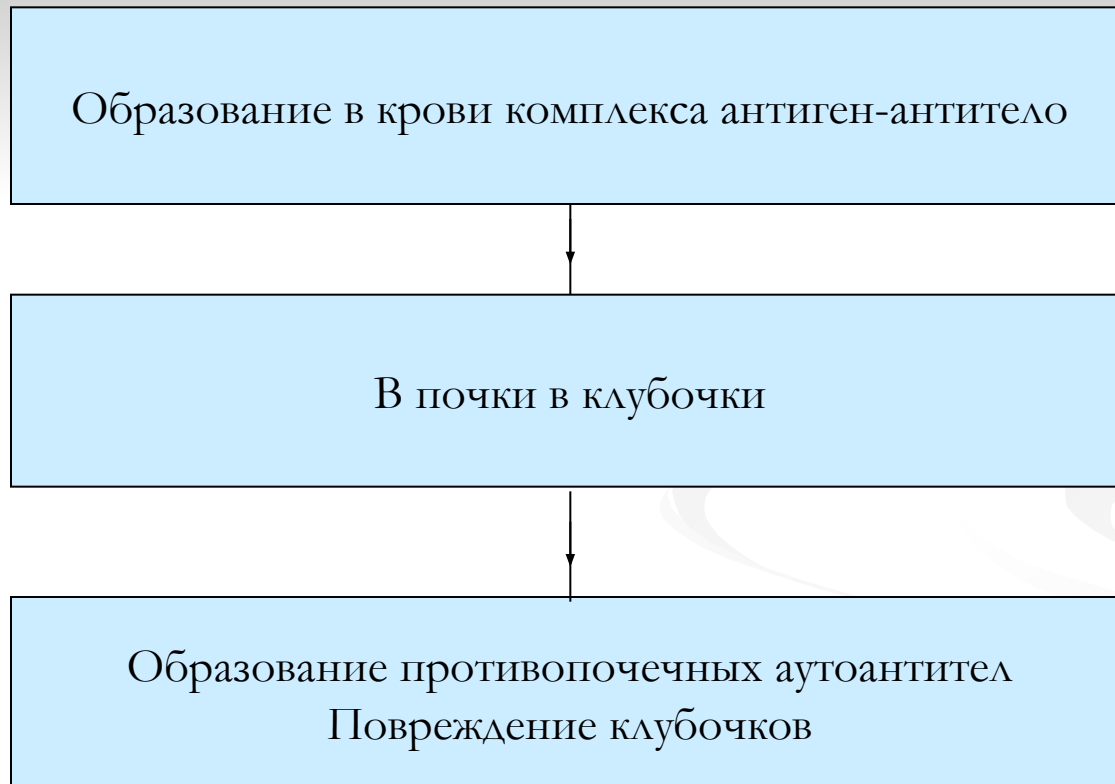 Образование в крови комплекса антиген-антитело
В почки в клубочки
Образование противопочечных аутоантител
Повреждение клубочков